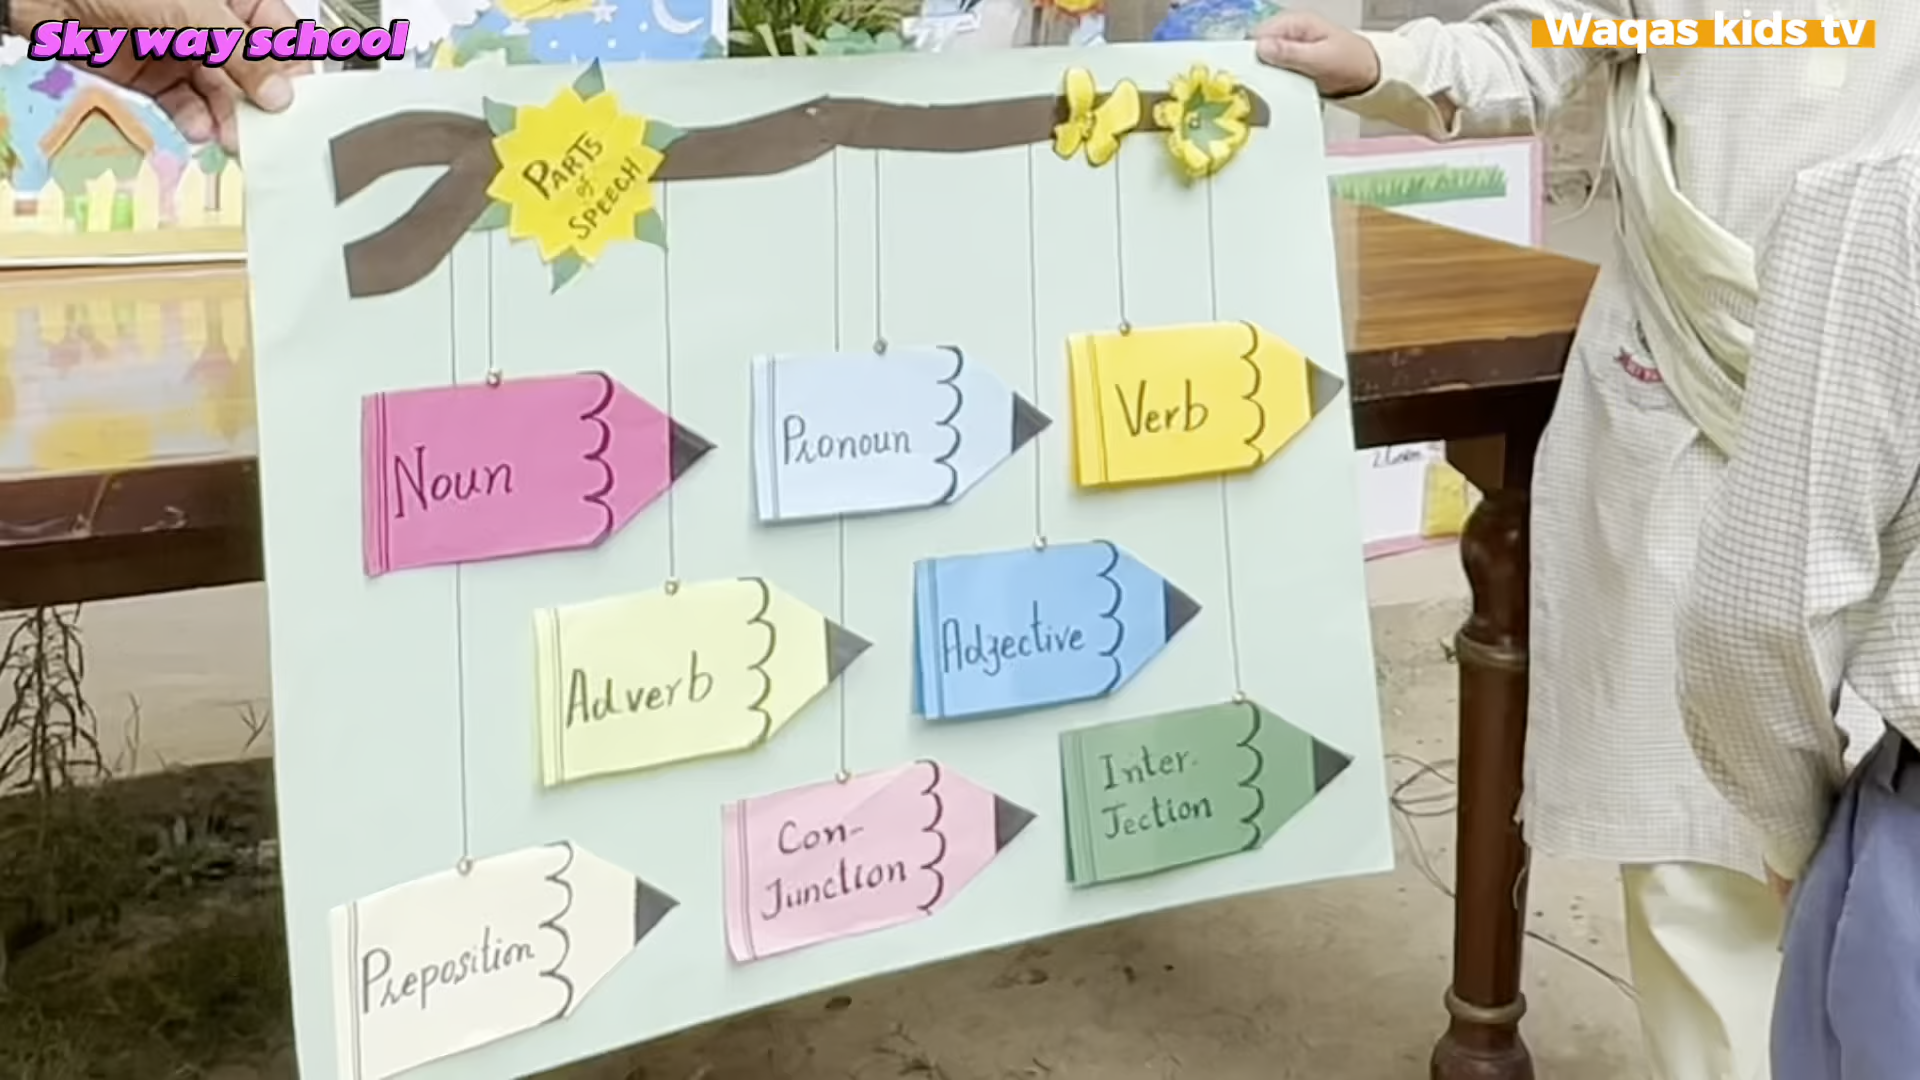 Sky way school
Waqas kids tv
PARTS
of
SPEECH
Noun
Pronoun
Verb
Adverb
Adjective
Inter-
Jection
Con-
Junction
Preposition